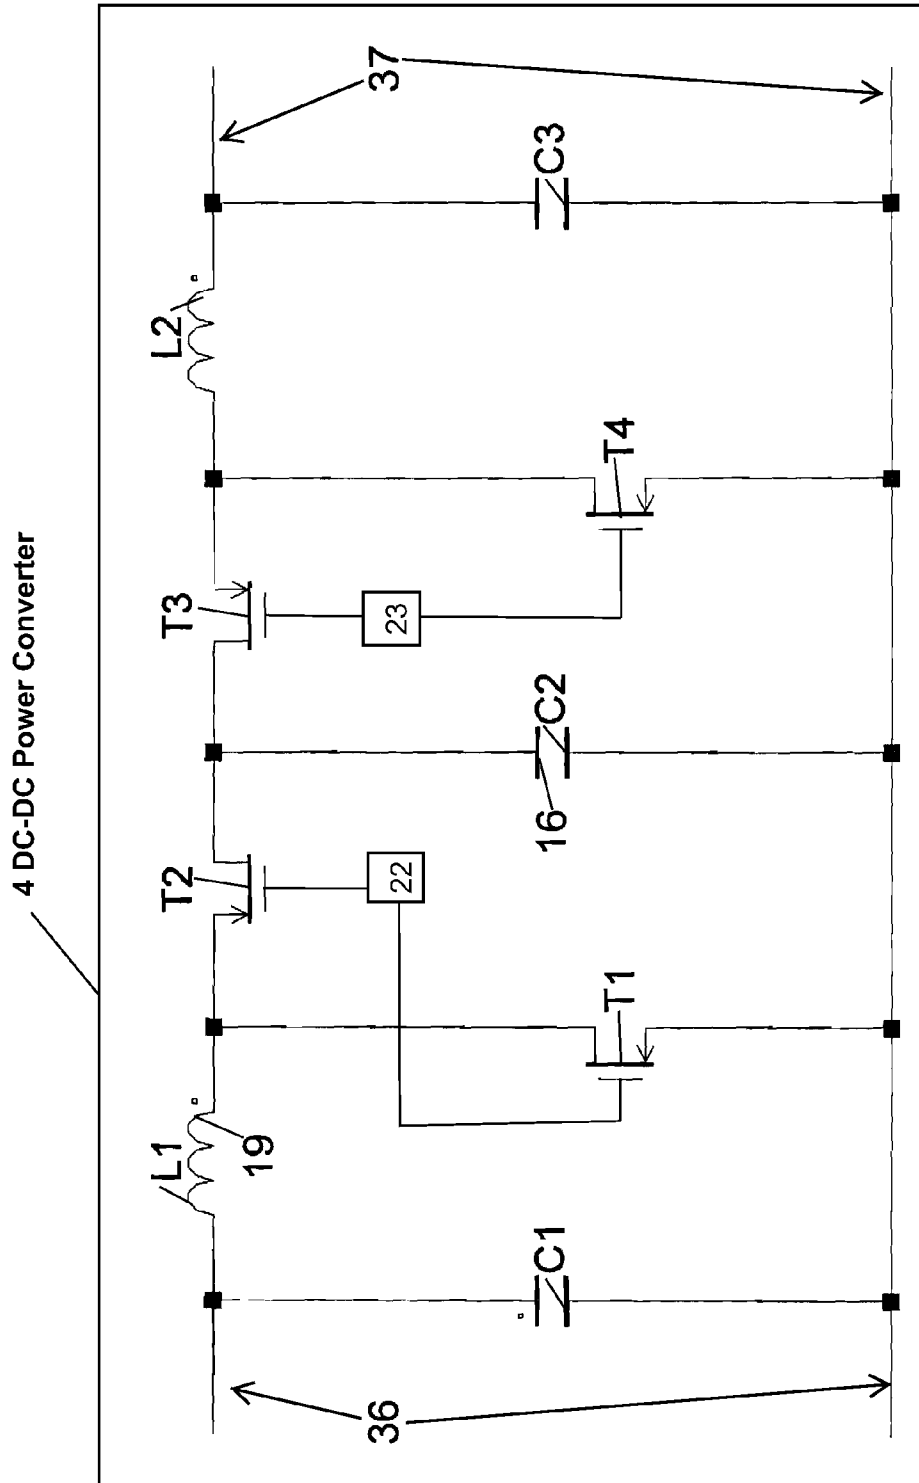 4 DC-DC Power Converter
L1
19
T2
T3
L2
36
37
C1
T1
22
16
C2
23
T4
C3